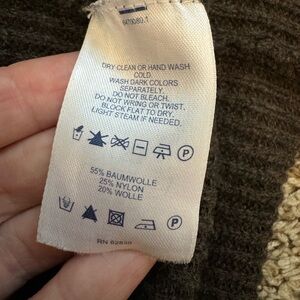 DRY CLEAN OR HAND WASH
COLD.
WASH DARK COLORS
SEPARATELY.
DO NOT BLEACH.
DO NOT WRING OR TWIST.
BLOCK FLAT TO DRY.
LIGHT STEAM IF NEEDED.
P
55% BAUMWOLLE
25% NYLON
20% WOLLE
RN